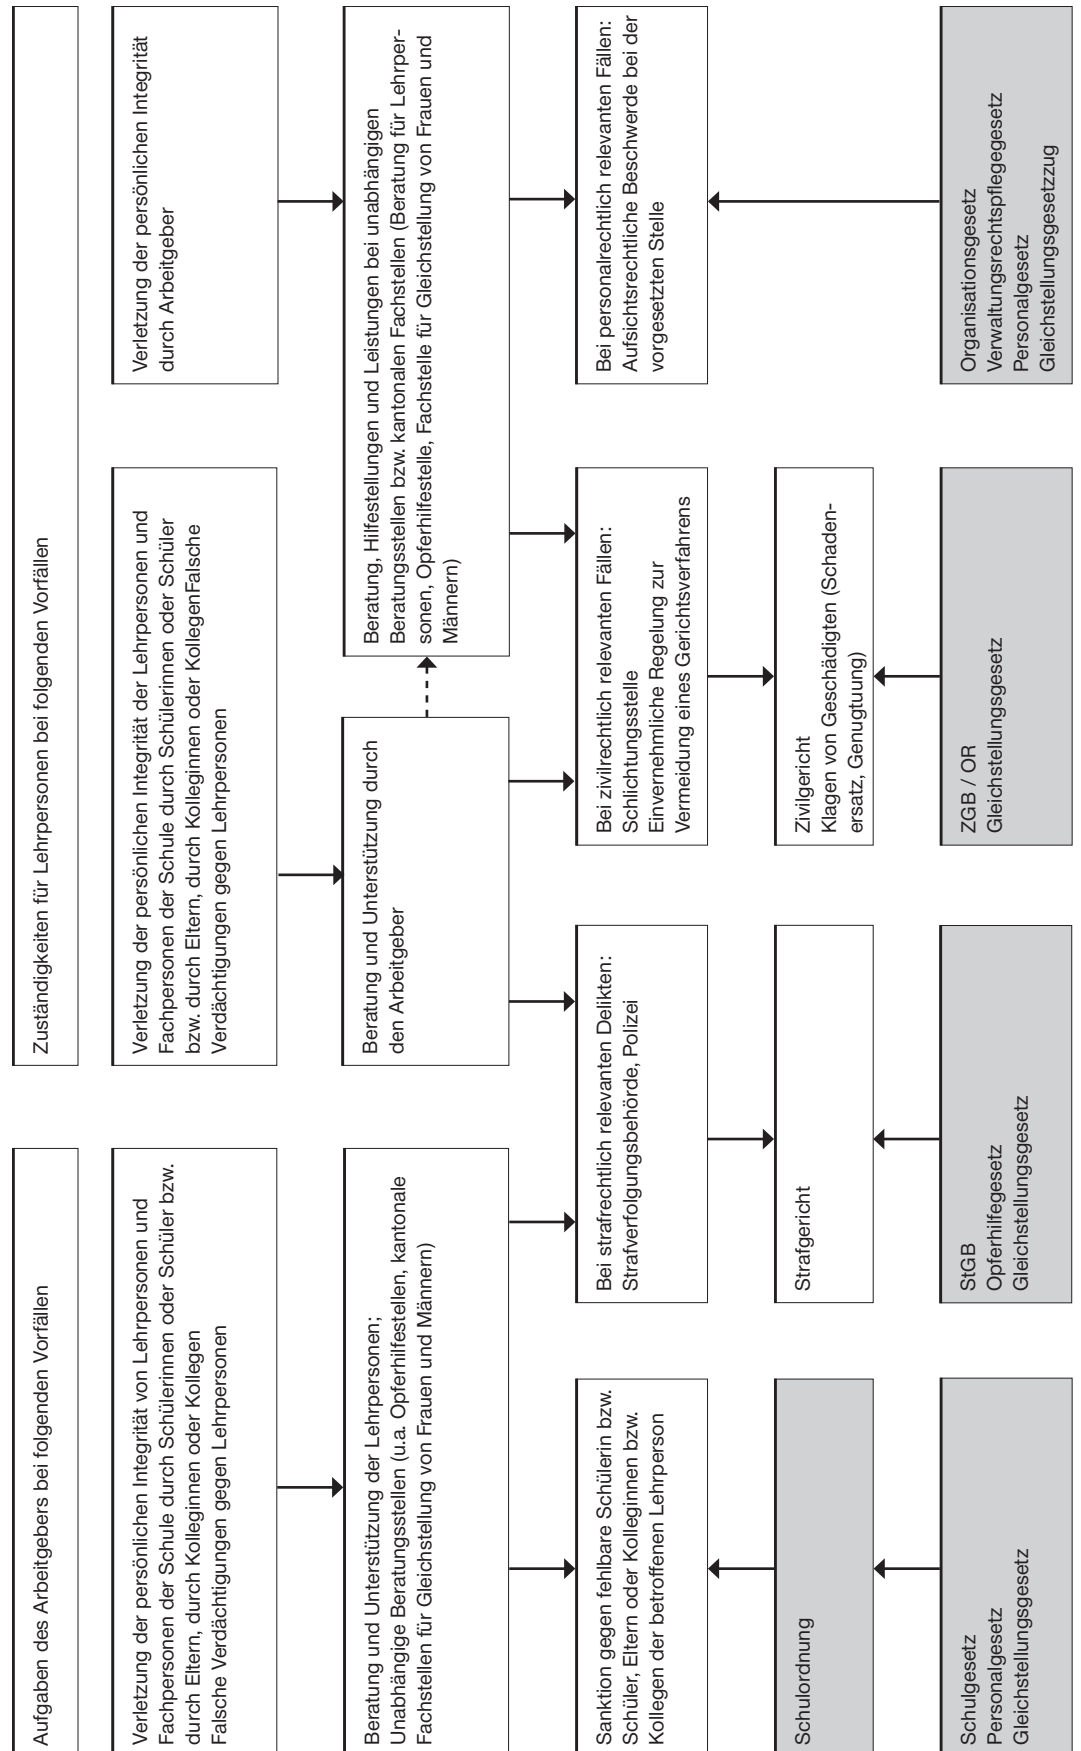 Aufgaben des Arbeitgebers bei folgenden Vorfällen
Zuständigkeiten für Lehrpersonen bei folgenden Vorfällen
Verletzung der persönlichen Integrität von Lehrpersonen und
Fachpersonen der Schule durch Schülerinnen oder Schüler bzw.
durch Eltern, durch Kolleginnen oder Kollegen
Falsche Verdächtigungen gegen Lehrpersonen
Verletzung der persönlichen Integrität der Lehrpersonen und
Fachpersonen der Schule durch Schülerinnen oder Schüler
bzw. durch Eltern, durch Kolleginnen oder KollegenFalsche
Verdächtigungen gegen Lehrpersonen
Verletzung der persönlichen Integrität
durch Arbeitgeber
Beratung und Unterstützung der Lehrpersonen;
Unabhängige Beratungsstellen (u.a. Opferhilfestellen, kantonale
Fachstellen für Gleichstellung von Frauen und Männern)
Beratung und Unterstützung durch
den Arbeitgeber
Beratung, Hilfestellungen und Leistungen bei unabhängigen
Beratungsstellen bzw. kantonalen Fachstellen (Beratung für Lehrper-
sonen, Opferhilfestelle, Fachstelle für Gleichstellung von Frauen und
Männern)
Sanktion gegen fehlbare Schülerin bzw.
Schüler, Eltern oder Kolleginnen bzw.
Kollegen der betroffenen Lehrperson
Bei strafrechtlich relevanten Delikten:
Strafverfolgungsbehörde, Polizei
Bei zivilrechtlich relevanten Fällen:
Schlichtungsstelle
Einvernehmliche Regelung zur
Vermeidung eines Gerichtsverfahrens
Bei personalrechtlich relevanten Fällen:
Aufsichtsrechtliche Beschwerde bei der
vorgesetzten Stelle
Schulordnung
Strafgericht
Zivilgericht
Klagen von Geschädigten (Schaden-
ersatz, Genugtuung)
Schulgesetz
Personalgesetz
Gleichstellungsgesetz
StGB
Opferhilfegesetz
Gleichstellungsgesetz
ZGB / OR
Gleichstellungsgesetz
Organisationsgesetz
Verwaltungsrechtspflegegesetz
Personalgesetz
Gleichstellungsgesetzzug